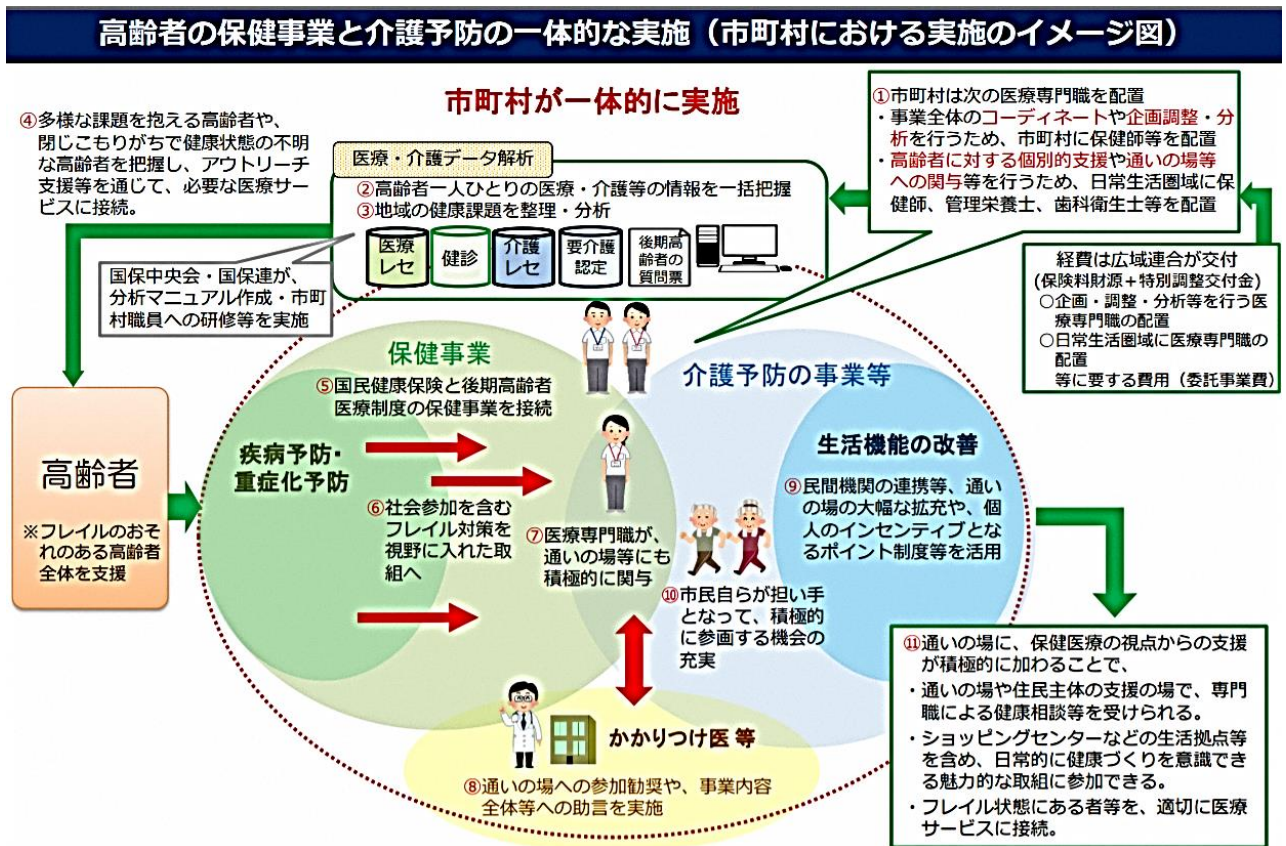 高齢者の保健事業と介護予防の一体的な実施（市町村における実施のイメージ図）
市町村が一体的に実施
①市町村は次の医療専門職を配置
・事業全体のコーディネートや企画調整・分
析を行うため、市町村に保健師等を配置
・高齢者に対する個別的支援や通いの場等
への関与等を行うため、日常生活圏域に保
健師、管理栄養士、歯科衛生士等を配置
④多様な課題を抱える高齢者や、
閉じこもりがちで健康状態の不明
な高齢者を把握し、アウトリーチ
支援等を通じて、必要な医療サー
ビスに接続。
医療・介護データ解析
②高齢者一人ひとりの医療・介護等の情報を一括把握
③地域の健康課題を整理・分析
医療
レセ
健診
介護
レセ
要介護
認定
後期高
齢者の
質問票
国保中央会・国保連が、
分析マニュアル作成・市町
村職員への研修等を実施
経費は広域連合が交付
(保険料財源＋特別調整交付金)
○企画・調整・分析等を行う医
療専門職の配置
○日常生活圏域に医療専門職の
配置
等に要する費用（委託事業費）
保健事業
介護予防の事業等
⑤国民健康保険と後期高齢者
医療制度の保健事業を接続
高齢者
※フレイルのおそ
れのある高齢者
全体を支援
疾病予防・
重症化予防
生活機能の改善
⑥社会参加を含む
フレイル対策を
視野に入れた取
組へ
⑦医療専門職が、
通いの場等にも
積極的に関与
⑨民間機関の連携等、通い
の場の大幅な拡充や、個
人のインセンティブとな
るポイント制度等を活用
⑩市民自らが担い手
となって、積極的
に参画する機会の
充実
かかりつけ医 等
⑧通いの場への参加勧奨や、事業内容
全体等への助言を実施
⑪通いの場に、保健医療の視点からの支援
が積極的に加わることで、
・通いの場や住民主体の支援の場で、専門
職による健康相談等を受けられる。
・ショッピングセンターなどの生活拠点等
を含め、日常的に健康づくりを意識でき
る魅力的な取組に参加できる。
・フレイル状態にある者等を、適切に医療
サービスに接続。